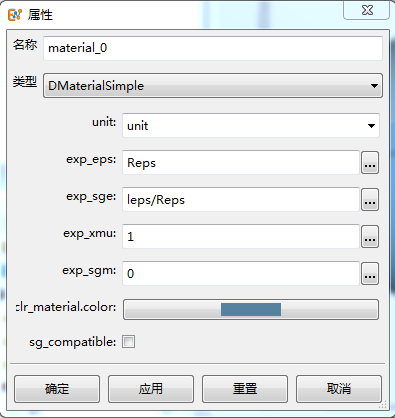 属性
名称 material_0
类型 DMaterialSimple
unit: unit
exp_eps: Reps
exp_sge: leps/Reps
exp_xmu: 1
exp_sgm: 0
clr_material.color:
sg_compatible:
确定 应用 重置 取消